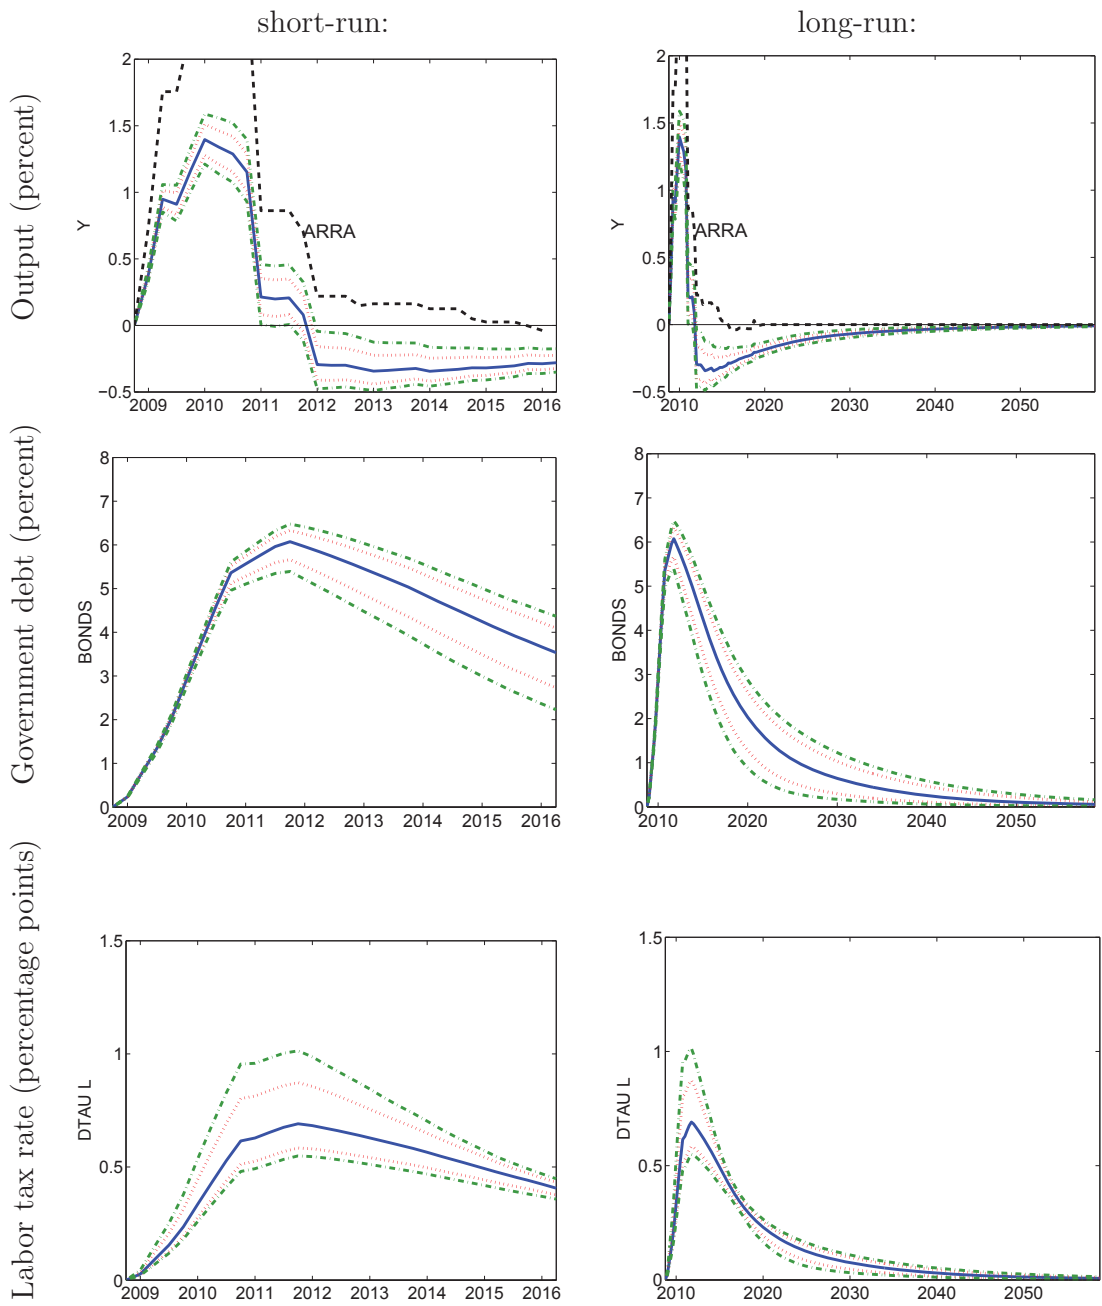 short-run:
long-run:
Output (percent)
Y
2
1.5
1
0.5
0
−0.5
ARRA
2009 2010 2011 2012 2013 2014 2015 2016
Y
2
1.5
1
0.5
0
−0.5
ARRA
2010 2020 2030 2040 2050
Government debt (percent)
BONDS
8
7
6
5
4
3
2
1
0
2009 2010 2011 2012 2013 2014 2015 2016
BONDS
8
7
6
5
4
3
2
1
0
2010 2020 2030 2040 2050
Labor tax rate (percentage points)
DTAU L
1.5
1
0.5
0
2009 2010 2011 2012 2013 2014 2015 2016
DTAU L
1.5
1
0.5
0
2010 2020 2030 2040 2050